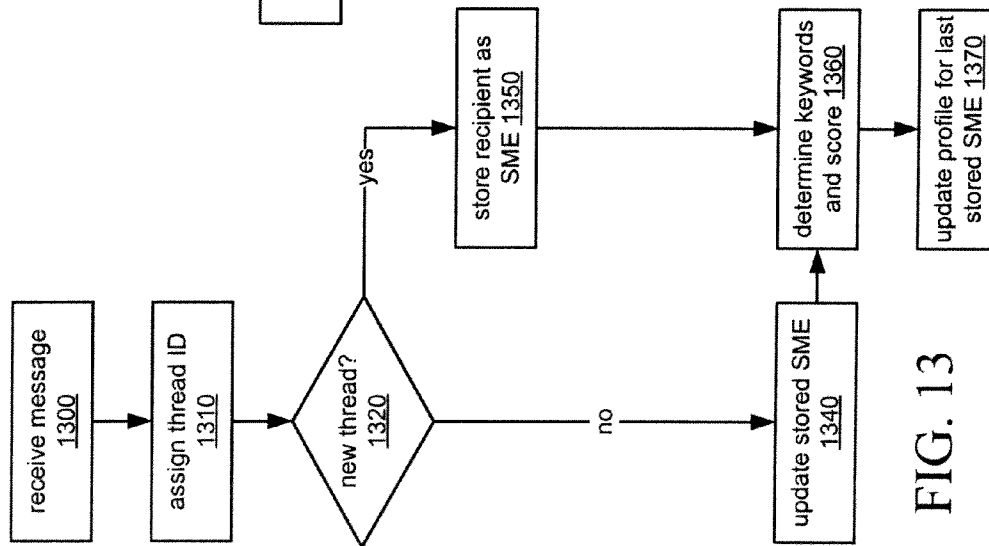 receive message
1300
assign thread ID
1310
new thread?
1320
yes
store recipient as
SME 1350
no
update stored SME
1340
determine keywords
and score 1360
update profile for last
stored SME 1370
FIG. 13